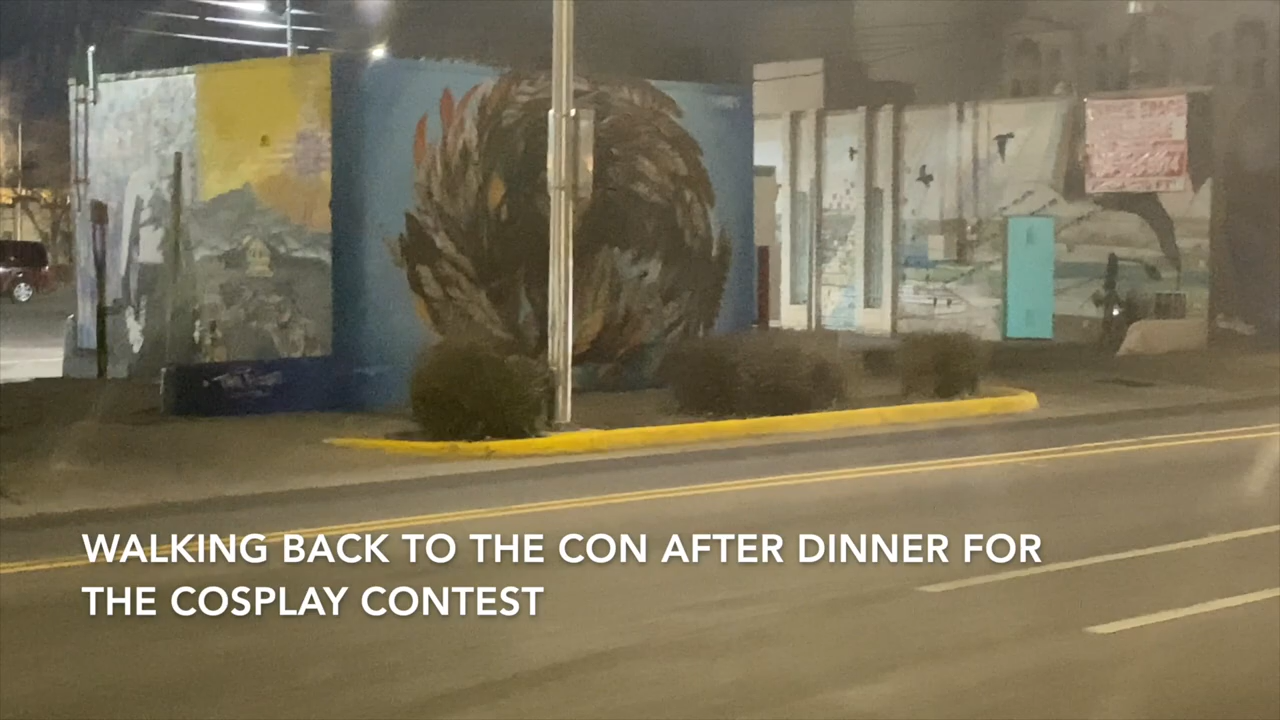 WALKING BACK TO THE CON AFTER DINNER FOR
THE COSPLAY CONTEST